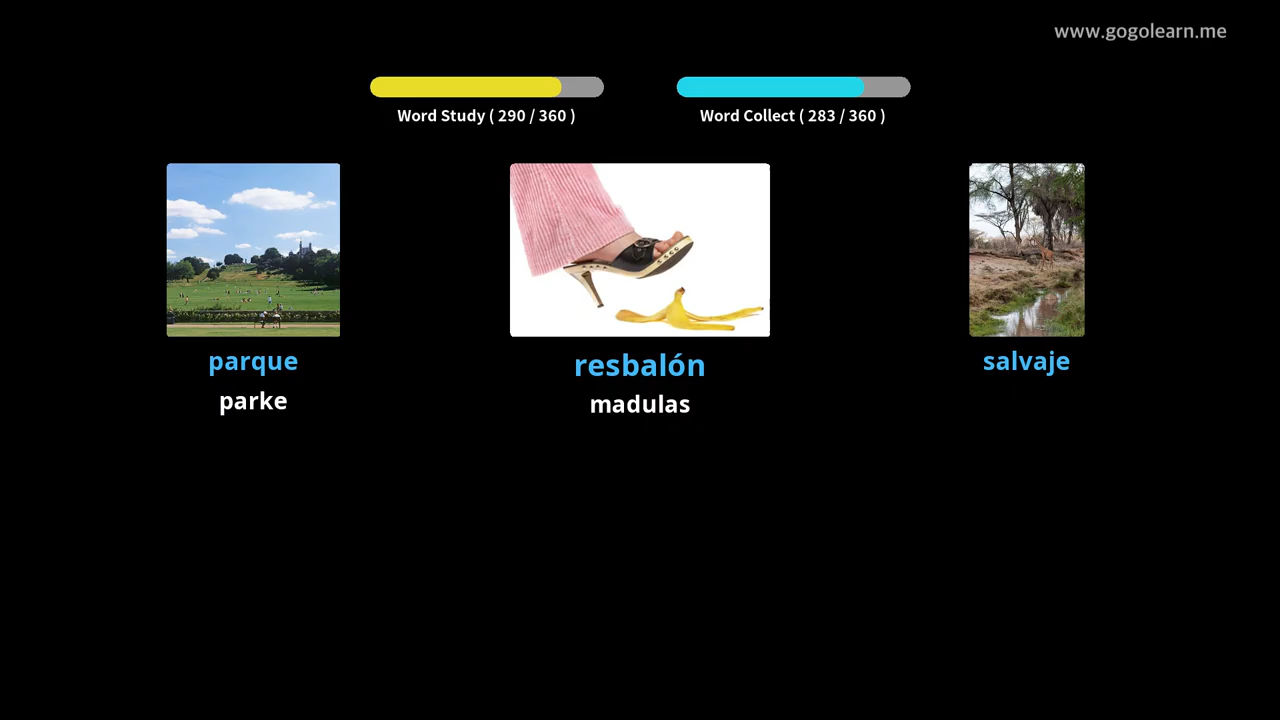 www.gogolearn.me
Word Study ( 290 / 360 )
Word Collect ( 283 / 360 )
parque
parke
resbalón
madulas
salvaje